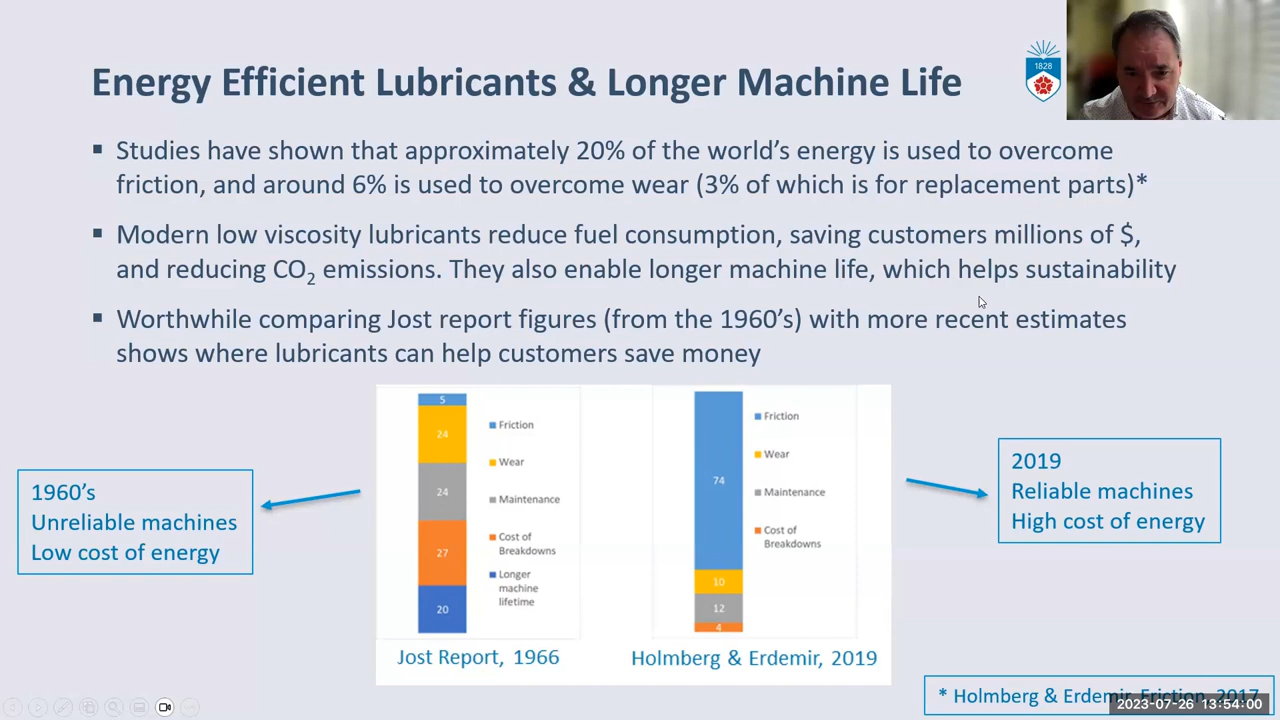 1828
Energy Efficient Lubricants & Longer Machine Life
▪ Studies have shown that approximately 20% of the world’s energy is used to overcome
friction, and around 6% is used to overcome wear (3% of which is for replacement parts)*
▪ Modern low viscosity lubricants reduce fuel consumption, saving customers millions of $,
and reducing CO2 emissions. They also enable longer machine life, which helps sustainability
▪ Worthwhile comparing Jost report figures (from the 1960’s) with more recent estimates
shows where lubricants can help customers save money
1960’s
Unreliable machines
Low cost of energy
5
24
24
27
20
Friction
Wear
Maintenance
Cost of
Breakdowns
Longer
machine
lifetime
Jost Report, 1966
74
10
12
4
Friction
Wear
Maintenance
Cost of
Breakdowns
Holmberg & Erdemir, 2019
2019
Reliable machines
High cost of energy
* Holmberg & Erdemir, Friction, 2017
2023-07-26 13:54:00